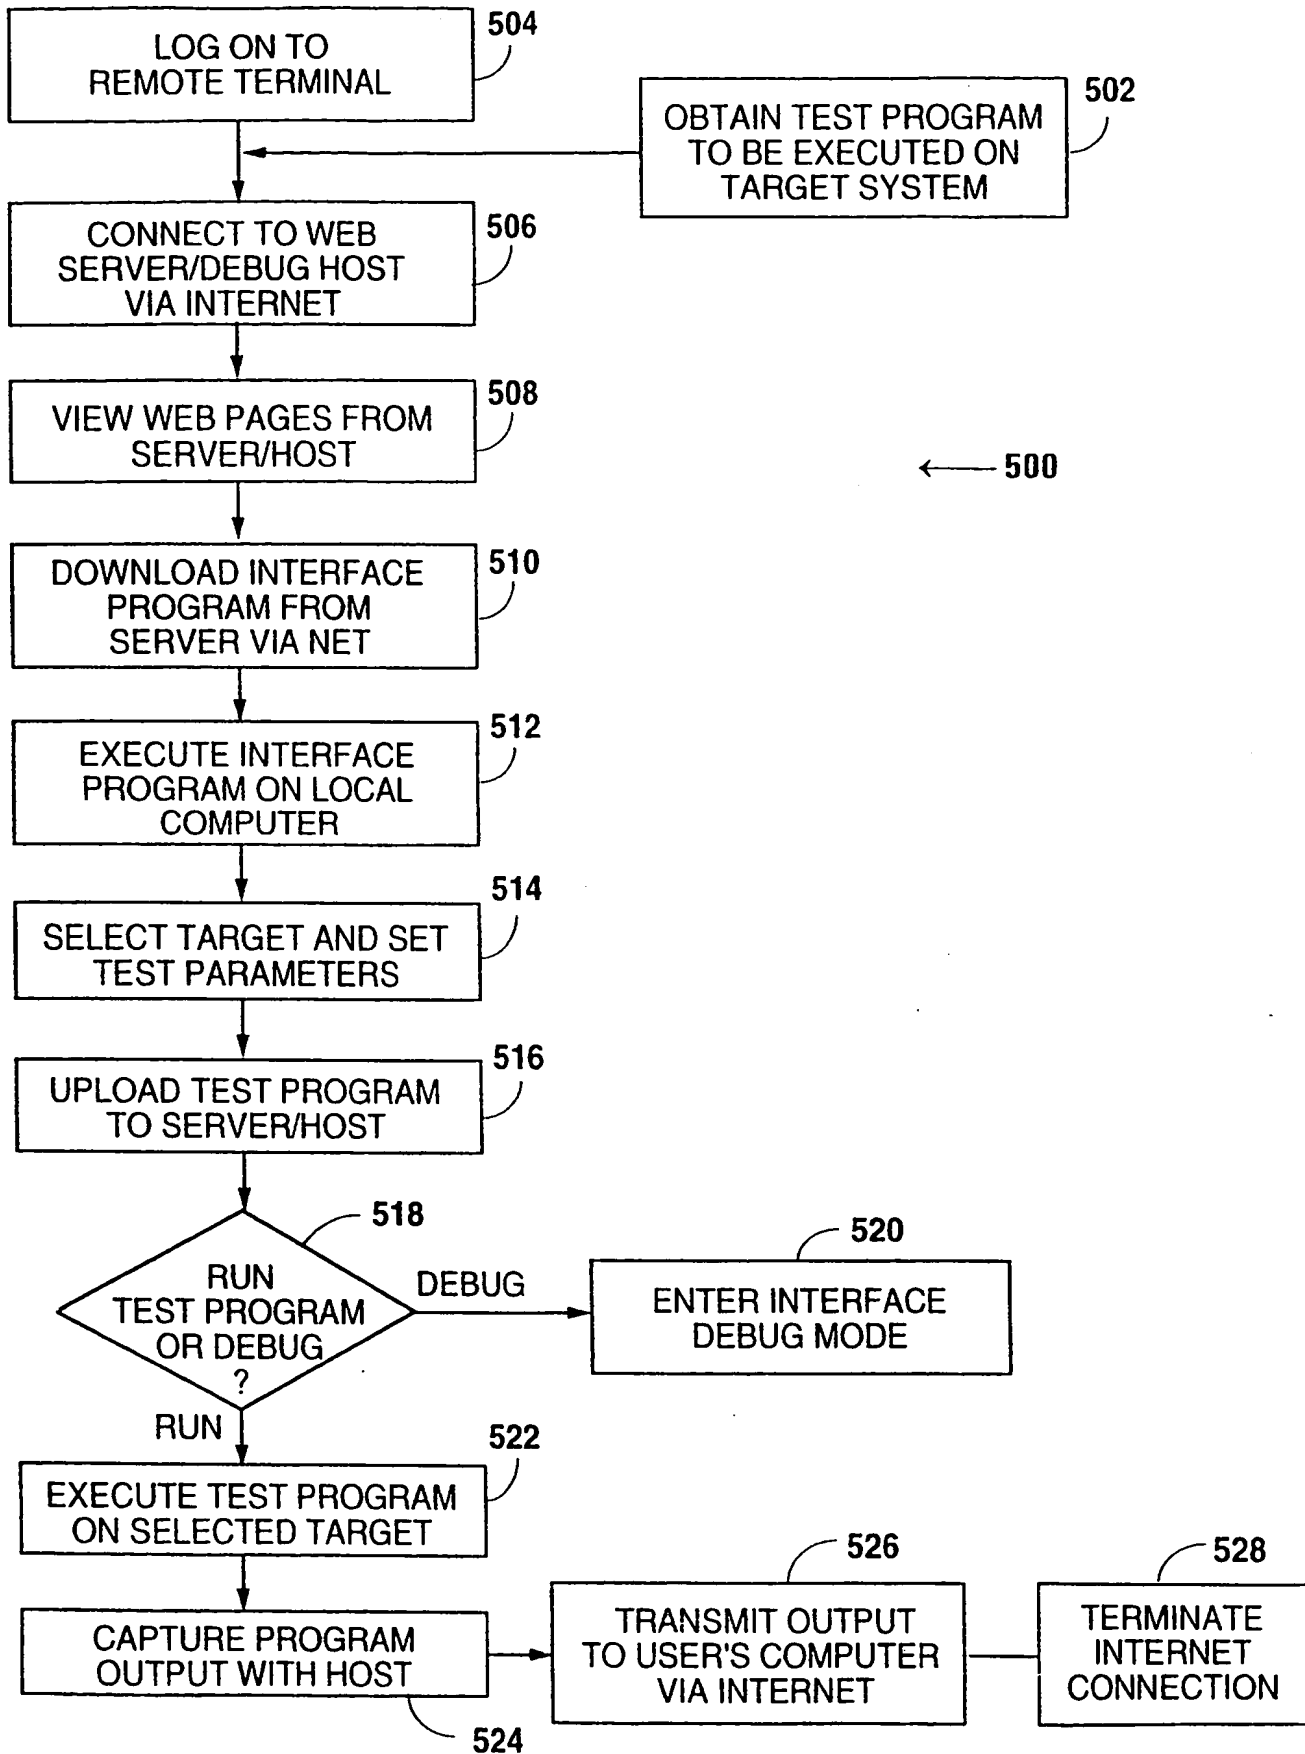 504
LOG ON TO
REMOTE TERMINAL
502
OBTAIN TEST PROGRAM
TO BE EXECUTED ON
TARGET SYSTEM
506
CONNECT TO WEB
SERVER/DEBUG HOST
VIA INTERNET
508
VIEW WEB PAGES FROM
SERVER/HOST
500
510
DOWNLOAD INTERFACE
PROGRAM FROM
SERVER VIA NET
512
EXECUTE INTERFACE
PROGRAM ON LOCAL
COMPUTER
514
SELECT TARGET AND SET
TEST PARAMETERS
516
UPLOAD TEST PROGRAM
TO SERVER/HOST
518
RUN
TEST PROGRAM
OR DEBUG
?
DEBUG
520
ENTER INTERFACE
DEBUG MODE
RUN
522
EXECUTE TEST PROGRAM
ON SELECTED TARGET
CAPTURE PROGRAM
OUTPUT WITH HOST
524
526
TRANSMIT OUTPUT
TO USER'S COMPUTER
VIA INTERNET
528
TERMINATE
INTERNET
CONNECTION